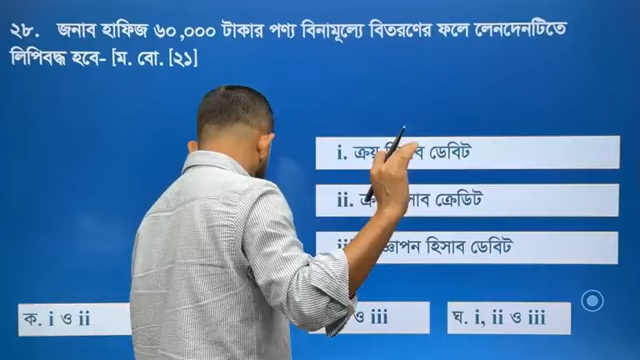 ২৮. জনাব হাফিজ ৬০,০০০ টাকার পণ্য বিনামূল্যে বিতরণের ফলে লেনদেনটিতে
লিপিবদ্ধ হবে- [ম. বো. [২১]
i. ক্রয় হিসাব ডেবিট
ii. ক্রেডিট
হিসাব ডেবিট
ক. i ও ii
ও iii
ঘ. i, ii ও iii